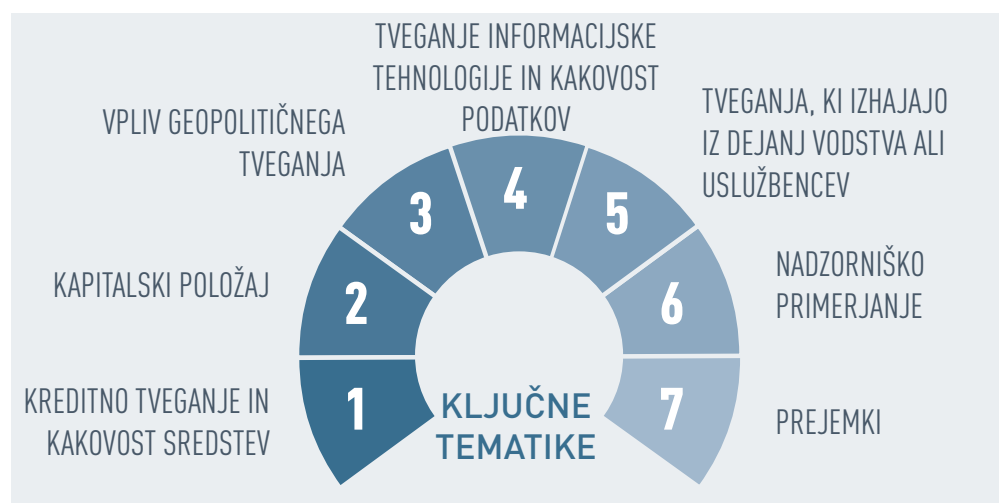 TVEGANJE INFORMACIJSKE
TEHNOLOGIJE IN KAKOVOST
PODATKOV
TVEGANJA, KI IZHAJAJO
IZ DEJANJ VODSTVA ALI
USLUŽBENCEV
VPLIV GEOPOLITIČNEGA
TVEGANJA
3
4
5
KAPITALSKI POLOŽAJ
2
6
NADZORNIŠKO
PRIMERJANJE
KREDITNO TVEGANJE IN
KAKOVOST SREDSTEV
1
KLJUČNE
TEMATIKE
7
PREJEMKI